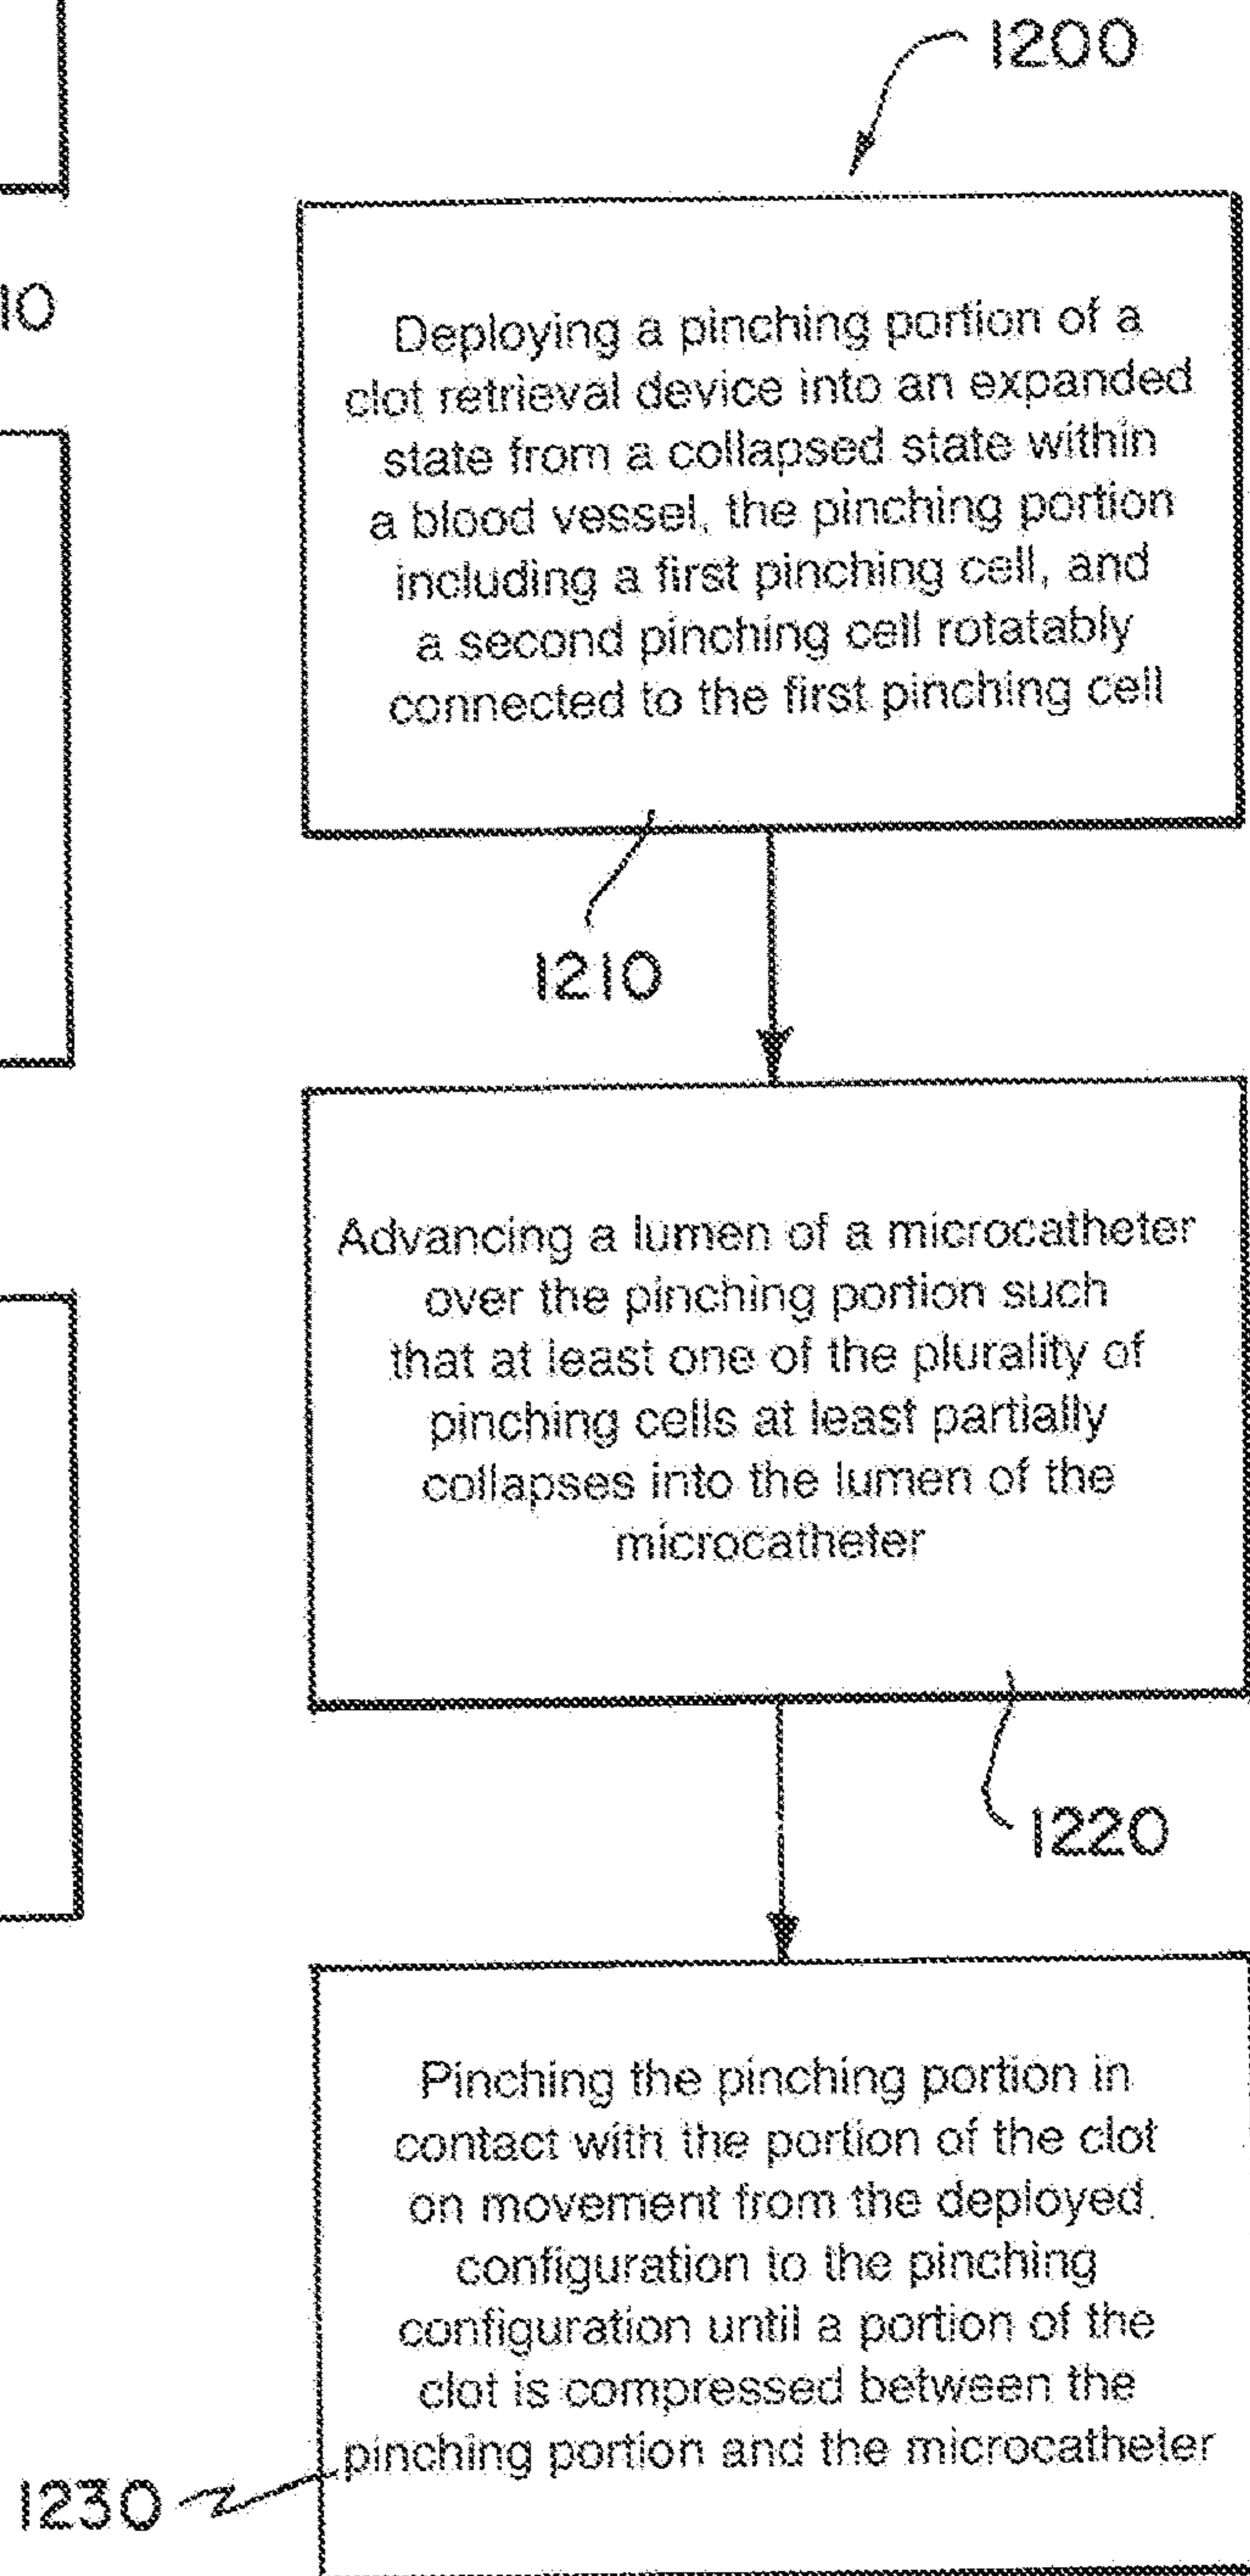 1200
10
Deploying a pinching portion of a
clot retrieval device into an expanded
state from a collapsed state within
a blood vessel, the pinching portion
including a first pinching cell, and
a second pinching cell rotatably
connected to the first pinching cell
1210
Advancing a lumen of a microcatheter
over the pinching portion such
that at least one of the plurality of
pinching cells at least partially
collapses into the lumen of the
microcatheter
1220
Pinching the pinching portion in
contact with the portion of the clot
on movement from the deployed
configuration to the pinching
configuration until a portion of the
clot is compressed between the
pinching portion and the microcatheter
1230